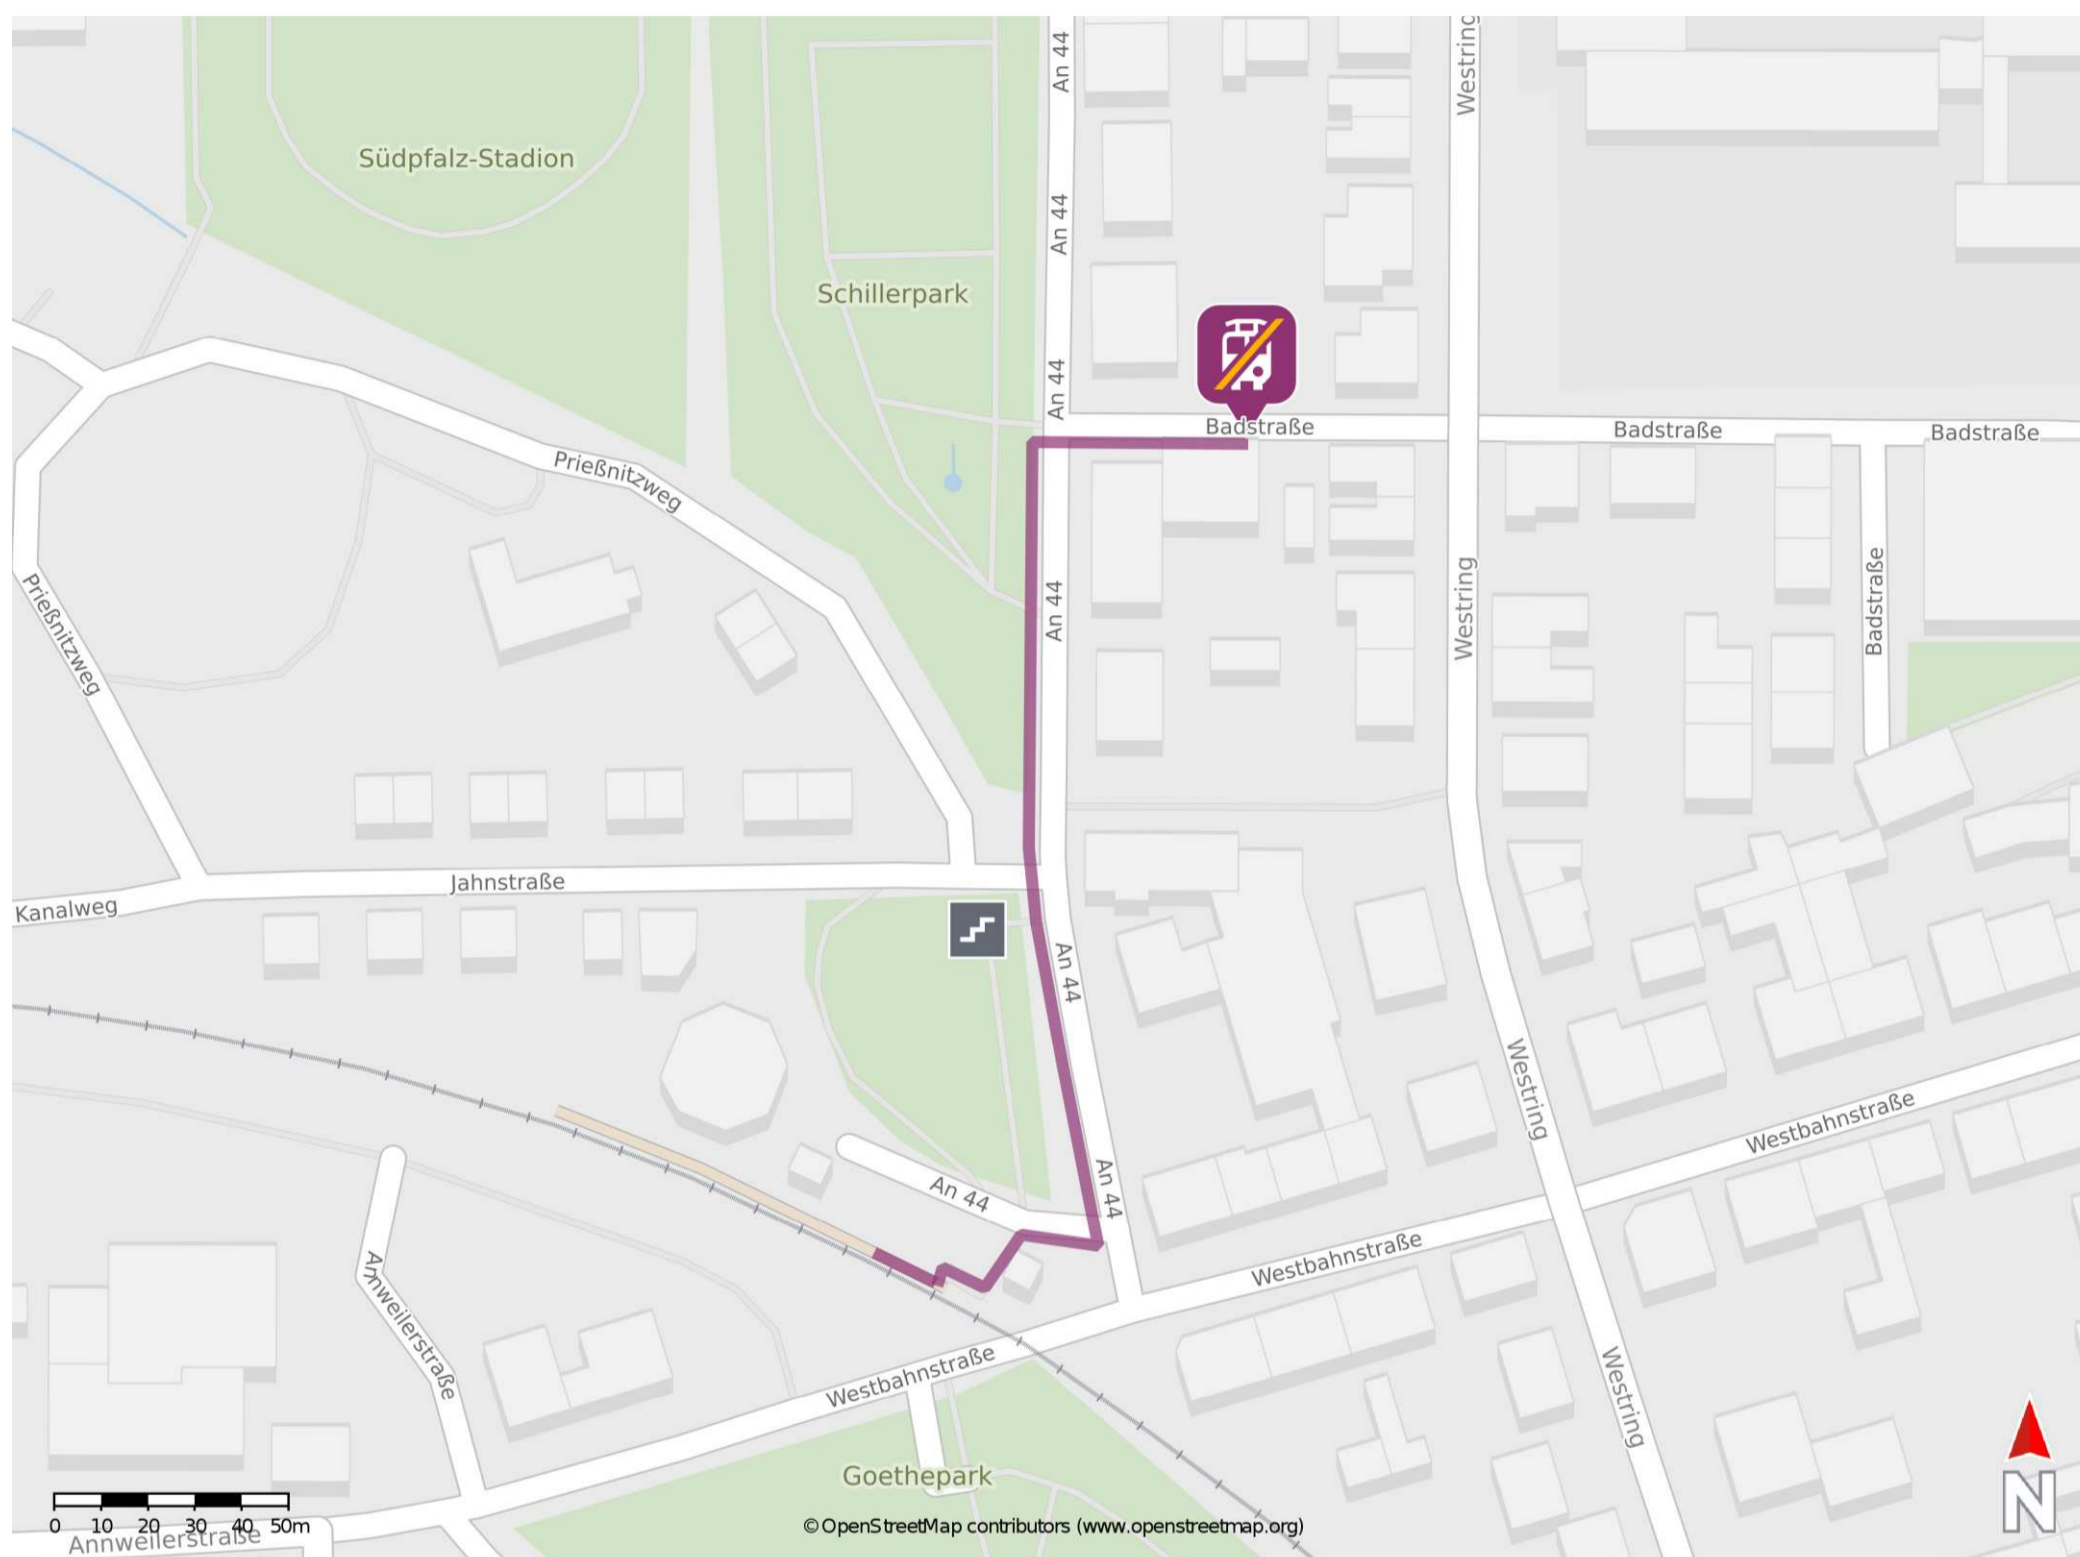 An 44
Westring
Südpfalz-Stadion
An 44
Schillerpark
An 44
Badstraße
Badstraße
Badstraße
Prießnitzweg
An 44
Westring
Badstraße
Prießnitzweg
Jahnstraße
Kanalweg
An 44
Westring
Westbahnstraße
An 44
An 44
Westbahnstraße
Annweilerstraße
Westbahnstraße
Westring
Goethepark
0 10 20 30 40 50m
Annweilerstraße
© OpenStreetMap contributors (www.openstreetmap.org)
N